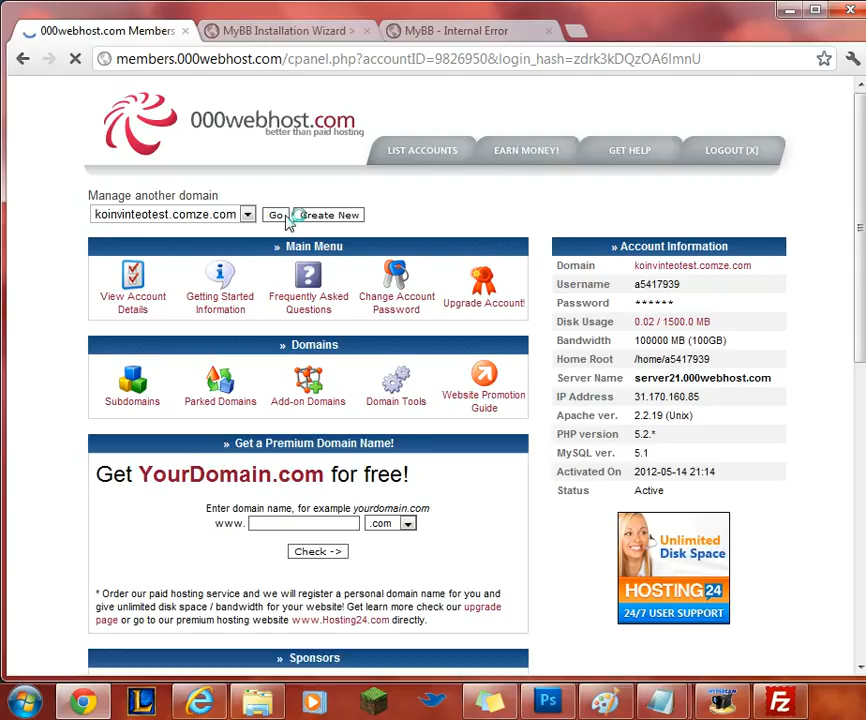 000webhost.com Members
MyBB Installation Wizard >
MyBB - Internal Error
members.000webhost.com/cpanel.php?accountID=9826950&login_hash=zdrk3kDQzOA6lmnU
000webhost.com
better than paid hosting
LIST ACCOUNTS
EARN MONEY!
GET HELP
LOGOUT [X]
Manage another domain
koinvinteotest.comze.com
Go
Create New
» Main Menu
View Account Details
Getting Started Information
Frequently Asked Questions
Change Account Password
Upgrade Account!
» Domains
Subdomains
Parked Domains
Add-on Domains
Domain Tools
Website Promotion Guide
» Get a Premium Domain Name!
Get YourDomain.com for free!
Enter domain name, for example yourdomain.com
www.
.com
Check ->
* Order our paid hosting service and we will register a personal domain name for you and
give unlimited disk space / bandwidth for your website! Get learn more check our upgrade
page or go to our premium hosting website www.Hosting24.com directly.
» Sponsors
» Account Information
Domain koinvinteotest.comze.com
Username a5417939
Password ******
Disk Usage 0.02 / 1500.0 MB
Bandwidth 100000 MB (100GB)
Home Root /home/a5417939
Server Name server21.000webhost.com
IP Address 31.170.160.85
Apache ver. 2.2.19 (Unix)
PHP version 5.2.*
MySQL ver. 5.1
Activated On 2012-05-14 21:14
Status Active
Unlimited
Disk Space
HOSTING 24
24/7 USER SUPPORT
Ps
HYPERCAM
Fz